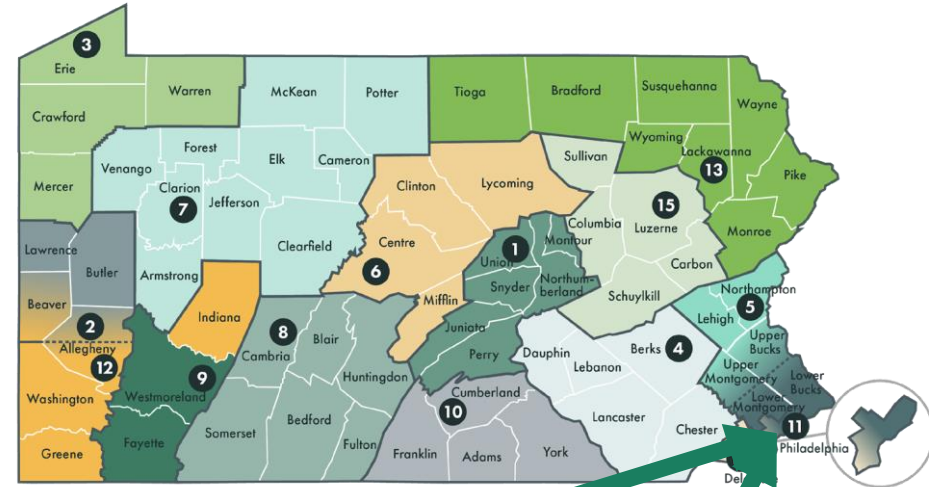 3
Erie
Warren
McKean
Potter
Tioga
Bradford
Susquehanna
Wayne
Crawford
Wyoming
Lackawanna
13
Forest
Elk
Cameron
Sullivan
Venango
Pike
Mercer
Clarion
7
Jefferson
Clinton
Lycoming
15
Luzerne
Columbia
Monroe
Lawrence
Butler
Clearfield
Centre
6
1
Union
Montour
Carbon
Armstrong
Snyder
Northum-
berland
Schuylkill
Northampton
5
Beaver
Indiana
Mifflin
Lehigh
2
Allegheny
12
8
Cambria
Blair
Juniata
Perry
Dauphin
Lebanon
Berks
4
Upper
Bucks
Upper
Montgomery
Lower
Bucks
Huntingdon
9
Westmoreland
Washington
10
Cumberland
Lancaster
Lower
Montgomery
11
Chester
Philadelphia
Greene
Fayette
Somerset
Bedford
Fulton
Franklin
Adams
York